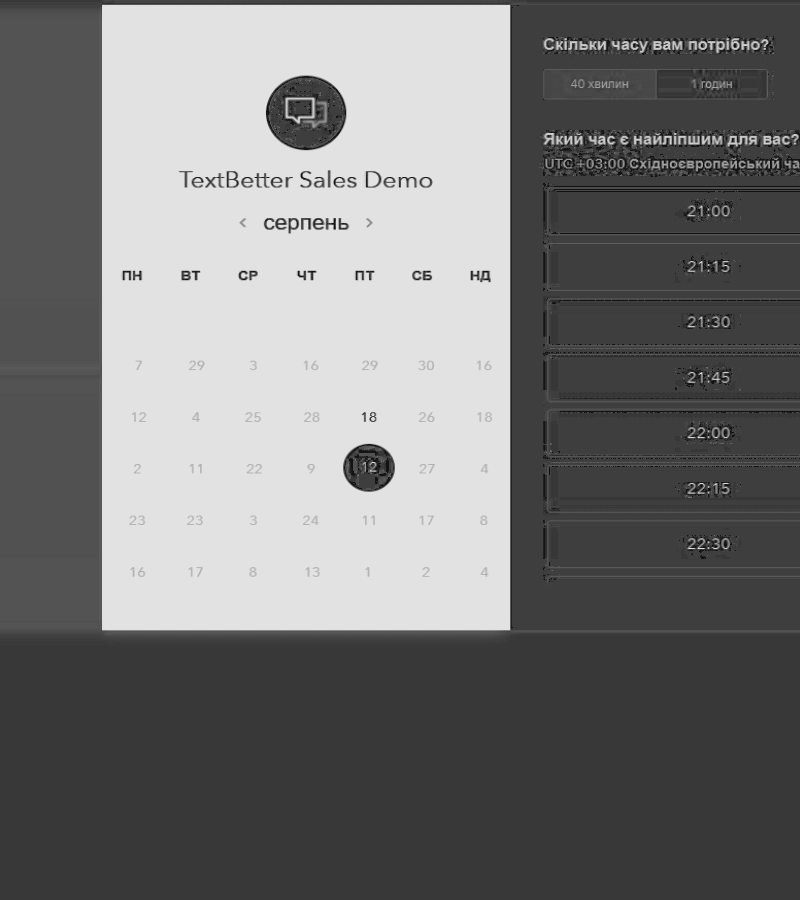 TextBetter Sales Demo
‹ серпень ›
ПН ВТ СР ЧТ ПТ СБ НД
7 29 3 16 29 30 16
12 4 25 28 18 26 18
2 11 22 9 12 27 4
23 23 3 24 11 17 8
16 17 8 13 1 2 4
Скільки часу вам потрібно?
40 хвилин 1 годин
Який час є найліпшим для вас?
UTC +03:00 Східноєвропейський ча
21:00
21:15
21:30
21:45
22:00
22:15
22:30